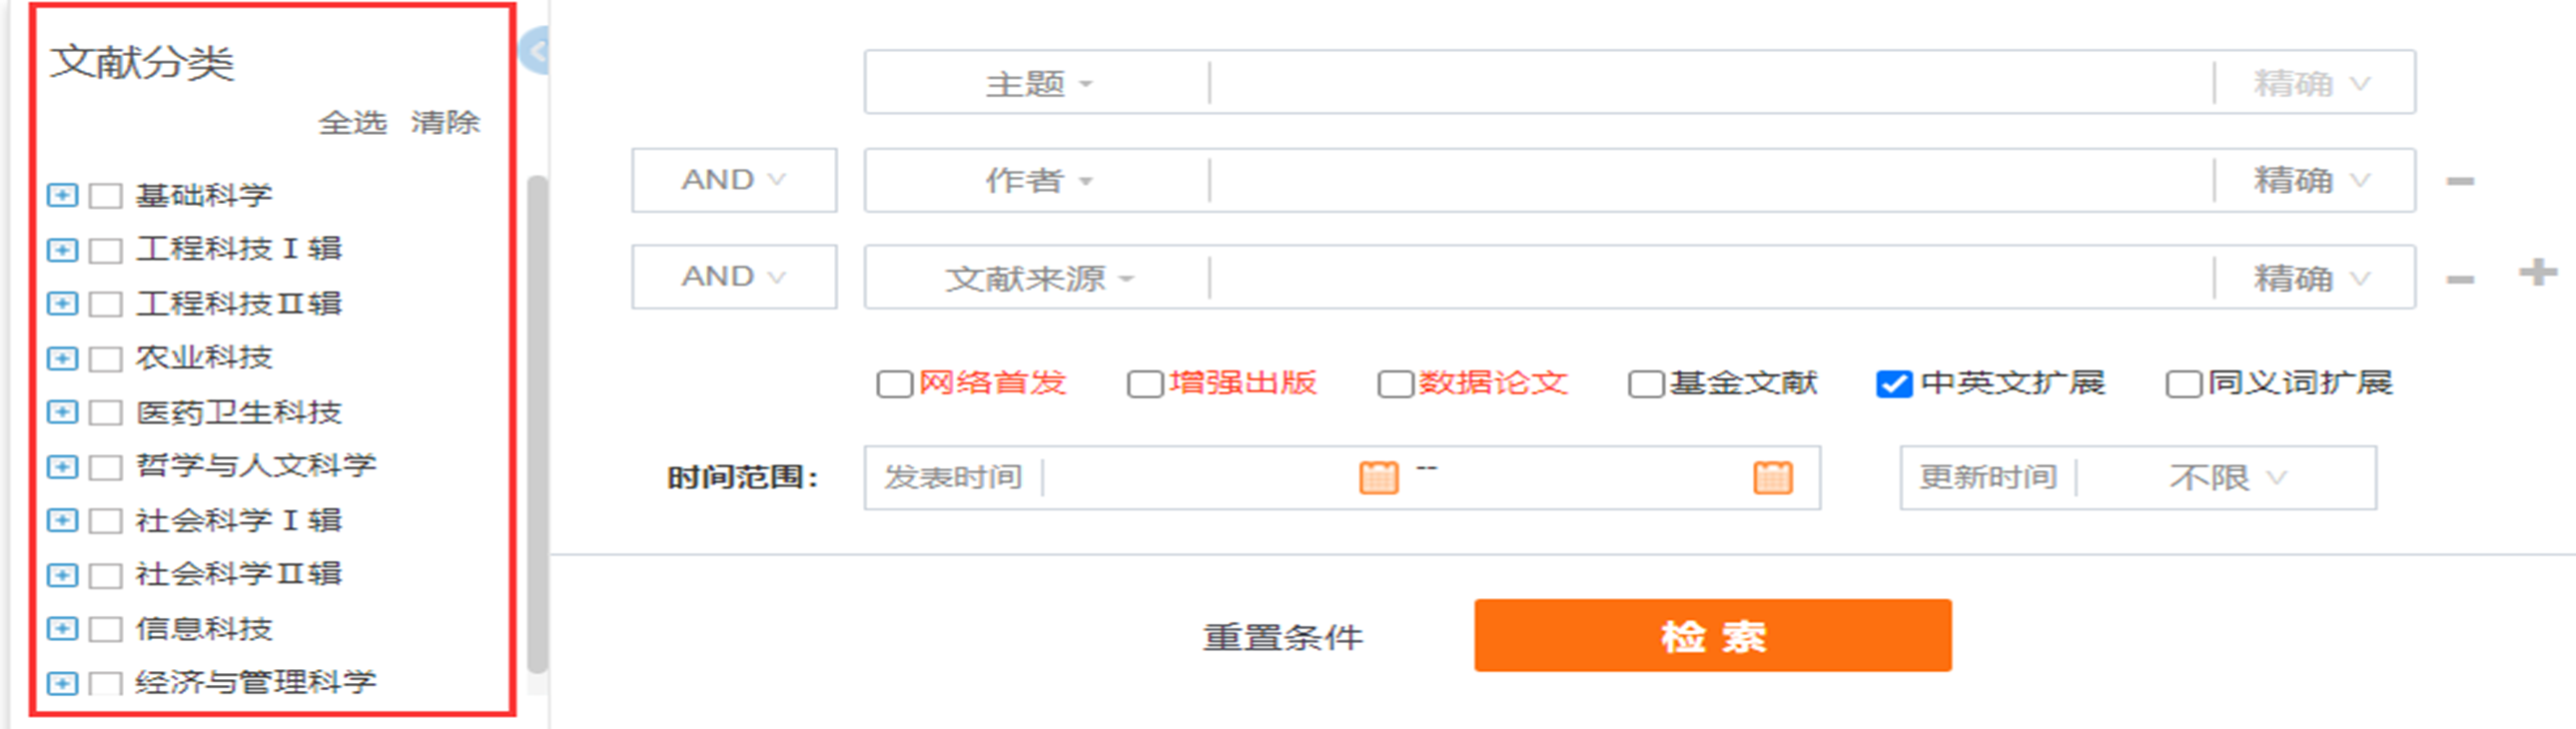 文献分类
全选 清除
基础科学
工程科技Ⅰ辑
工程科技Ⅱ辑
农业科技
医药卫生科技
哲学与人文科学
社会科学Ⅰ辑
社会科学Ⅱ辑
信息科技
经济与管理科学
主题 精确
AND 作者 精确
AND 文献来源 精确
网络首发 增强出版 数据论文 基金文献 中英文扩展 同义词扩展
时间范围: 发表时间 -- 更新时间 不限
重置条件 检索